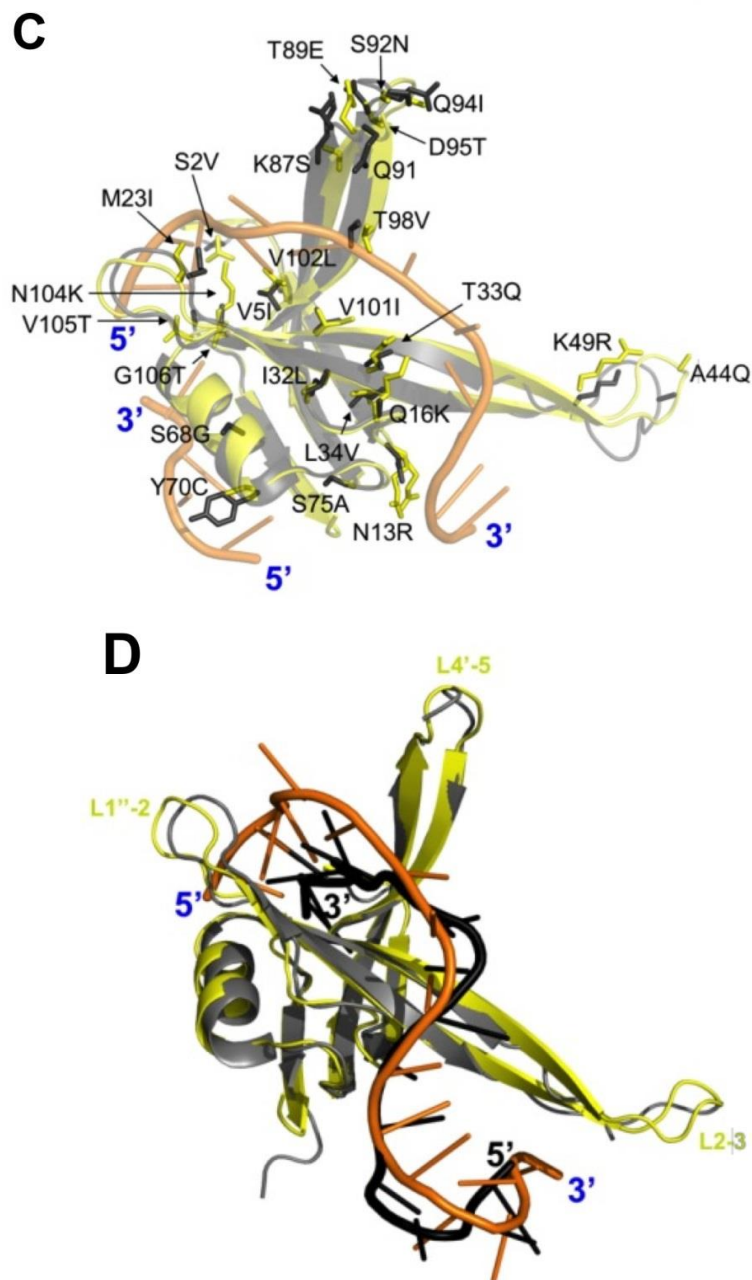 C
T89E
S92N
Q94I
D95T
K87S
Q91
S2V
M23I
T98V
V102L
N104K
V5I
V101I
T33Q
V105T
5’
K49R
G106T
I32L
A44Q
3’
Q16K
S68G
L34V
Y70C
S75A
N13R
3’
5’
D
L4’-5
L1”-2
5’
3’
L2-3
5’
3’